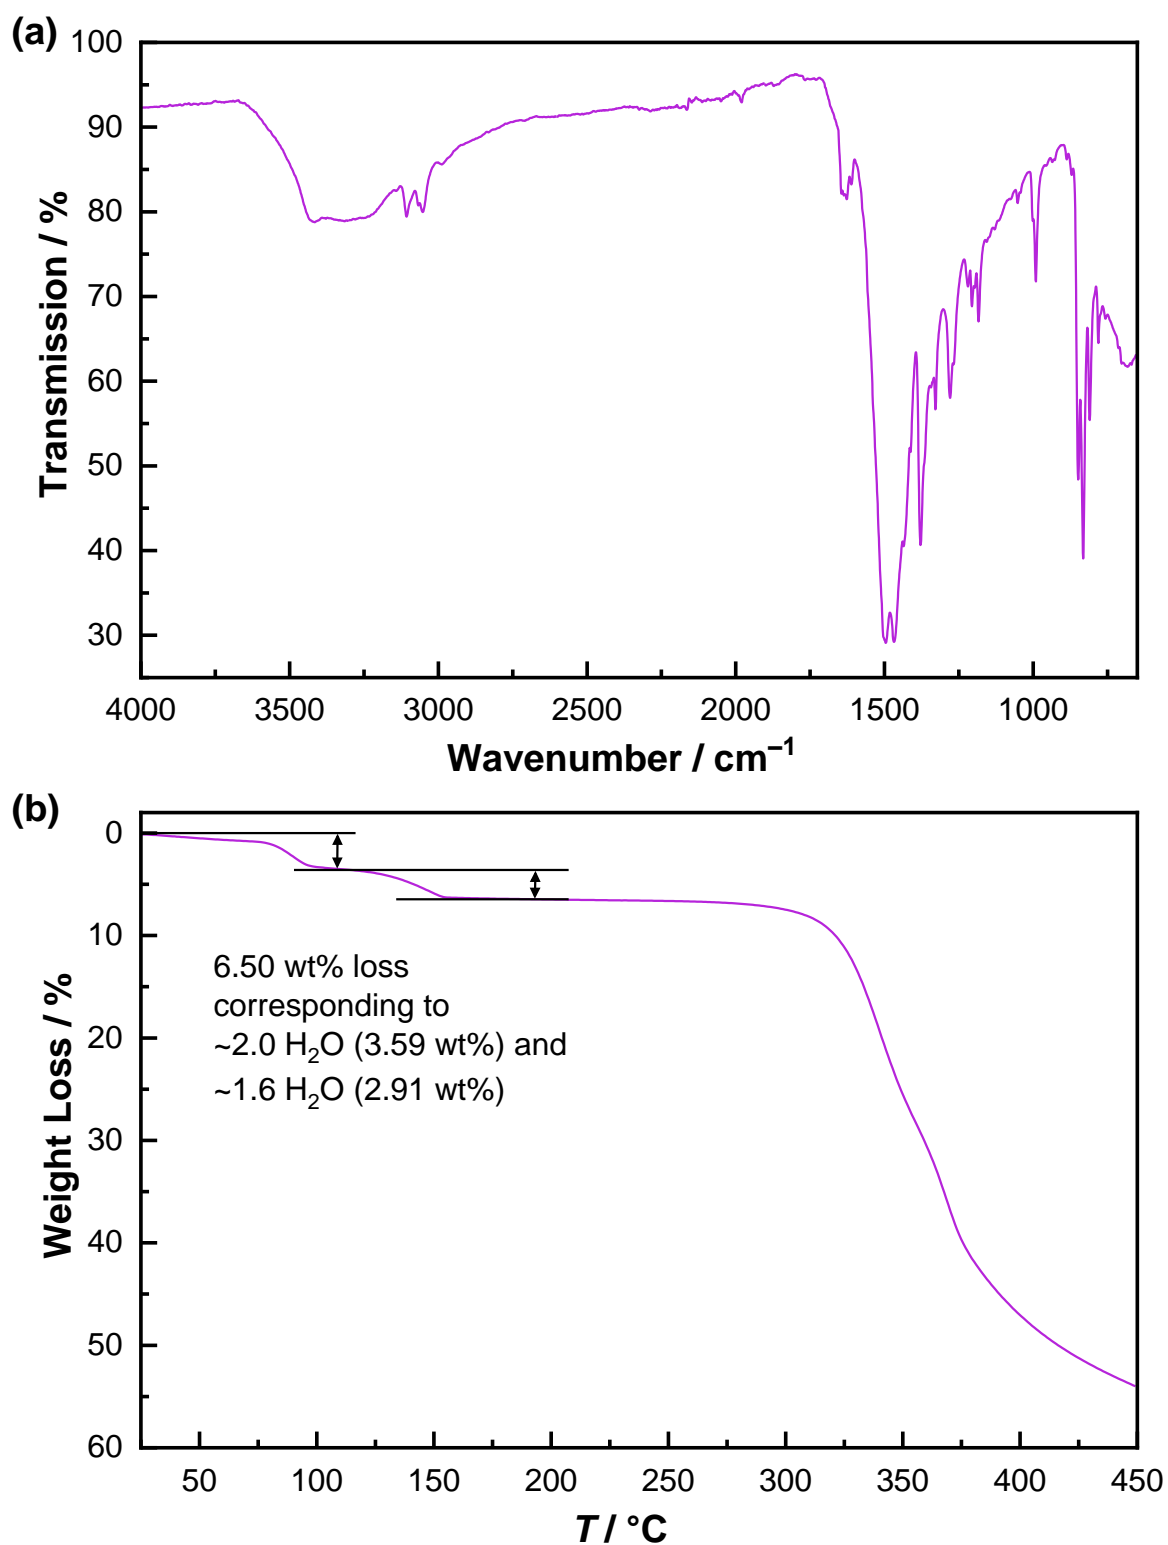 (a)
100
90
80
70
60
50
40
30
Transmission / %
4000 3500 3000 2500 2000 1500 1000
Wavenumber / cm⁻¹
(b)
0
10
20
30
40
50
60
Weight Loss / %
6.50 wt% loss
corresponding to
~2.0 H₂O (3.59 wt%) and
~1.6 H₂O (2.91 wt%)
50 100 150 200 250 300 350 400 450
T / °C